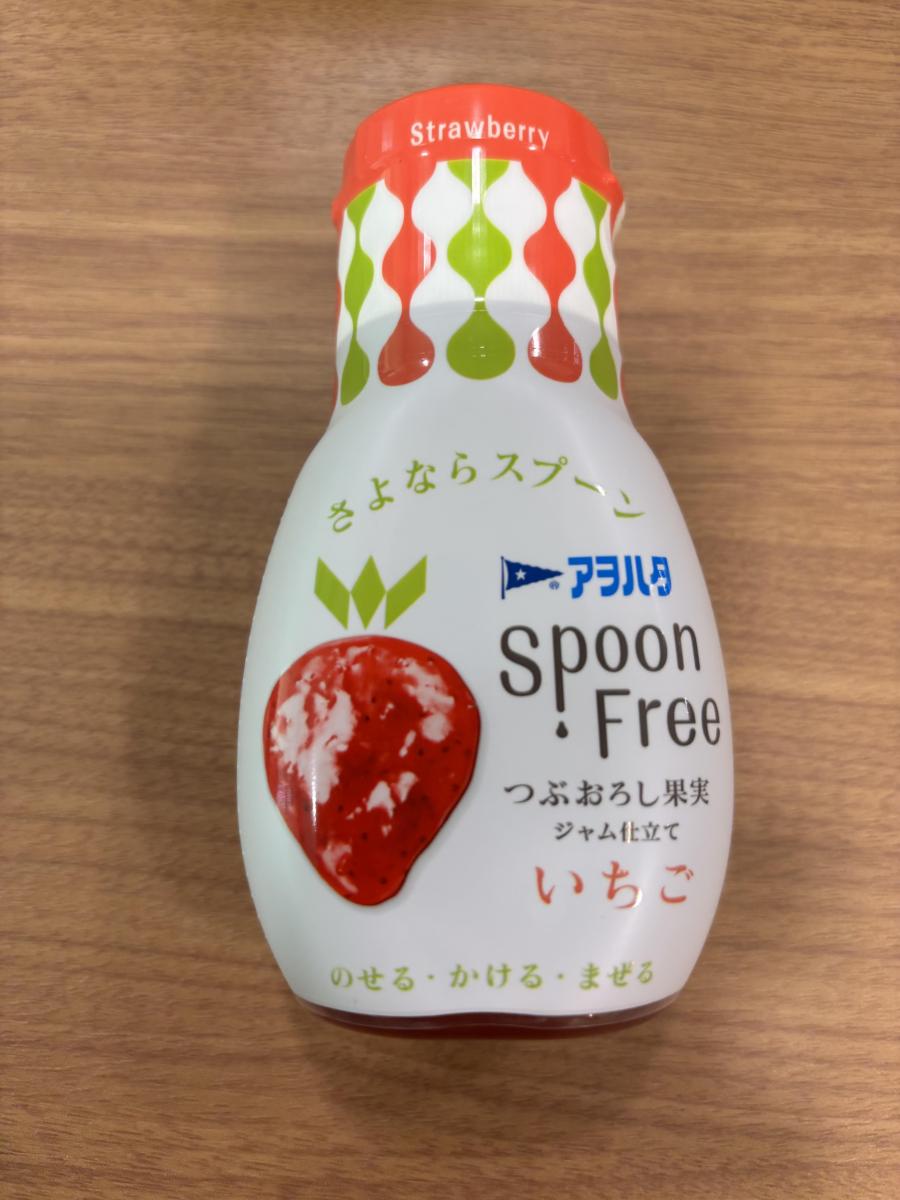 Strawberry
さよならスプーン
アヲハタ
Spoon
Free
つぶおろし果実
ジャム仕立て
いちご
のせる・かける・まぜる